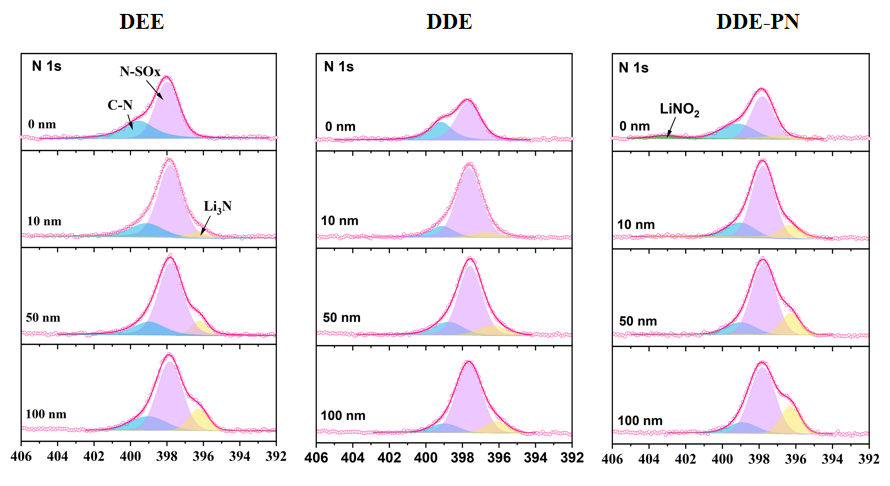 DEE DDE DDE-PN
N 1s N 1s N 1s
N-SOx
C-N
LiNO₂
0 nm 0 nm 0 nm
Li₃N
10 nm 10 nm 10 nm
50 nm 50 nm 50 nm
100 nm 100 nm 100 nm
406 404 402 400 398 396 394 392 406 404 402 400 398 396 394 392 406 404 402 400 398 396 394 392